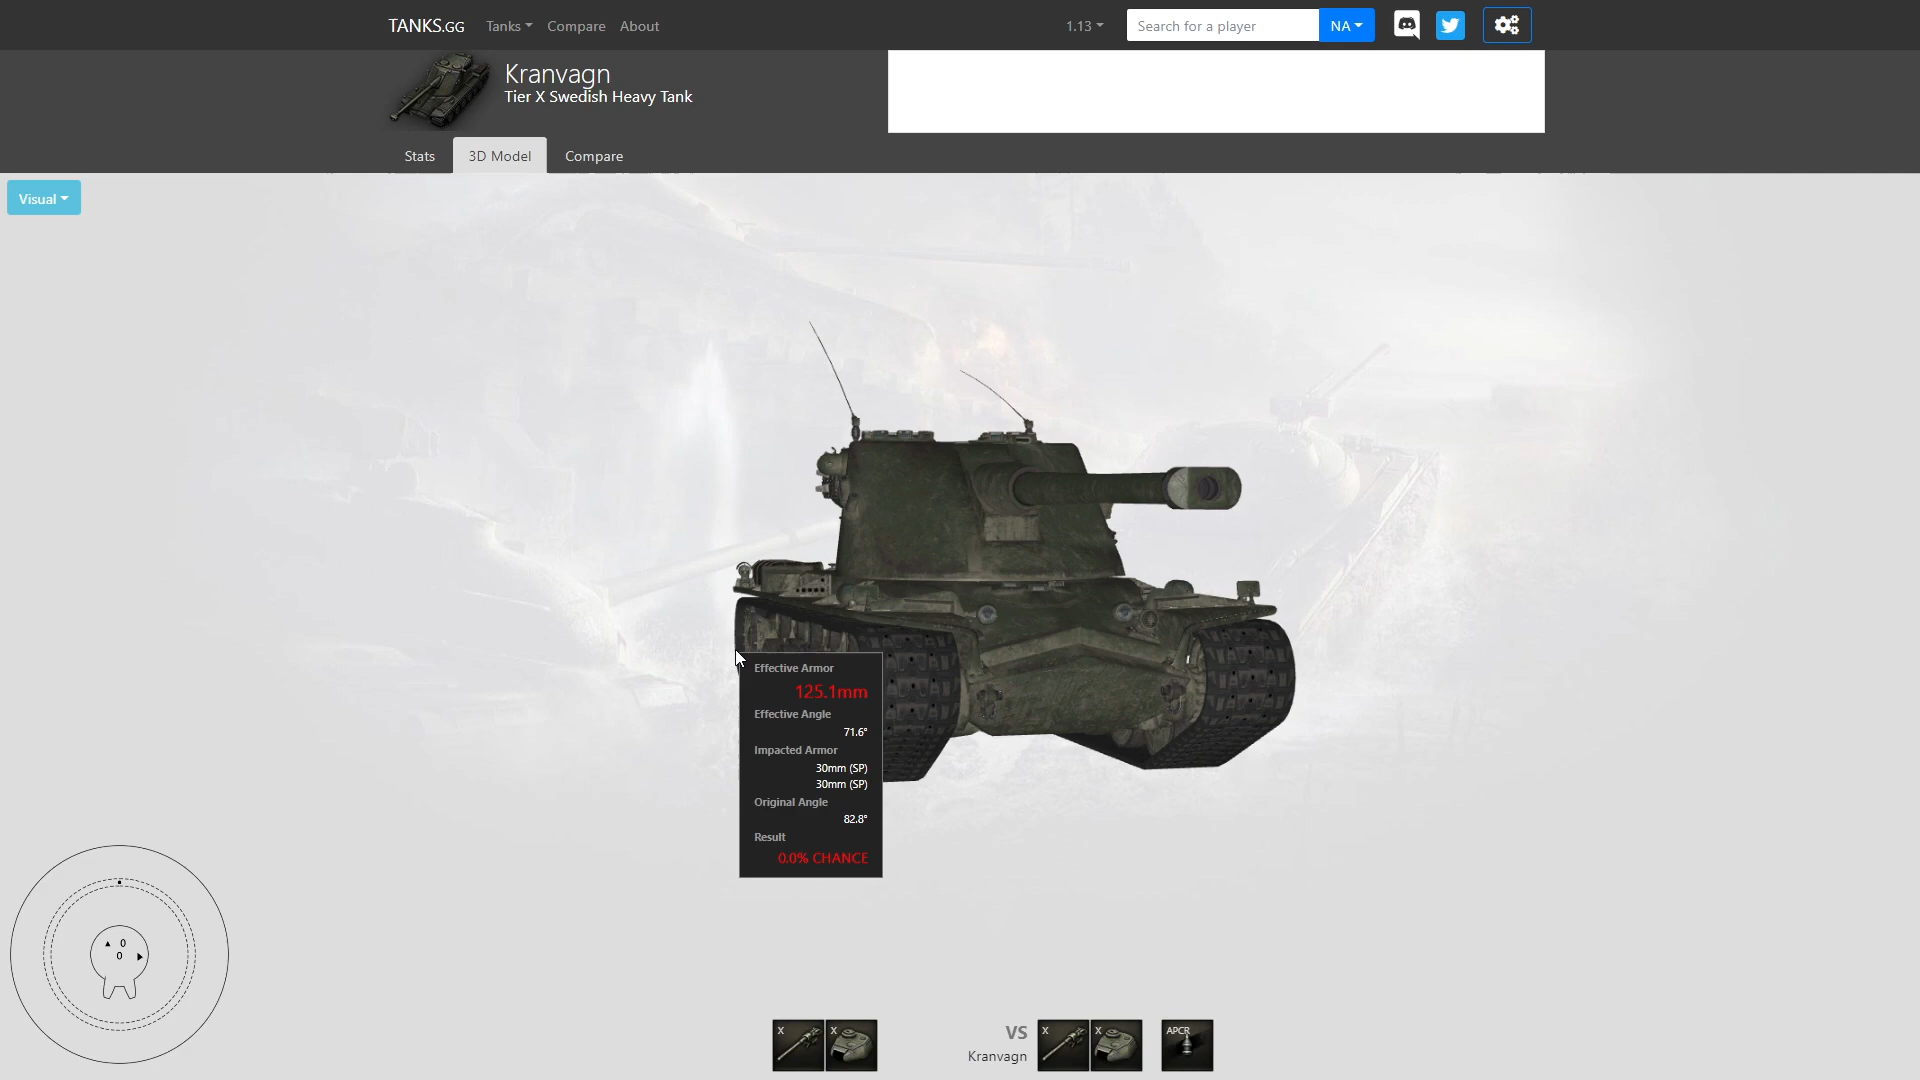 TANKS.GG Tanks Compare About 1.13 Search for a player NA
Kranvagn
Tier X Swedish Heavy Tank
Stats 3D Model Compare
Visual
Effective Armor
125.1mm
Effective Angle
71.6°
Impacted Armor
30mm (SP)
30mm (SP)
Original Angle
82.8°
Result
0.0% CHANCE
0
0
X X VS X X APCR
Kranvagn